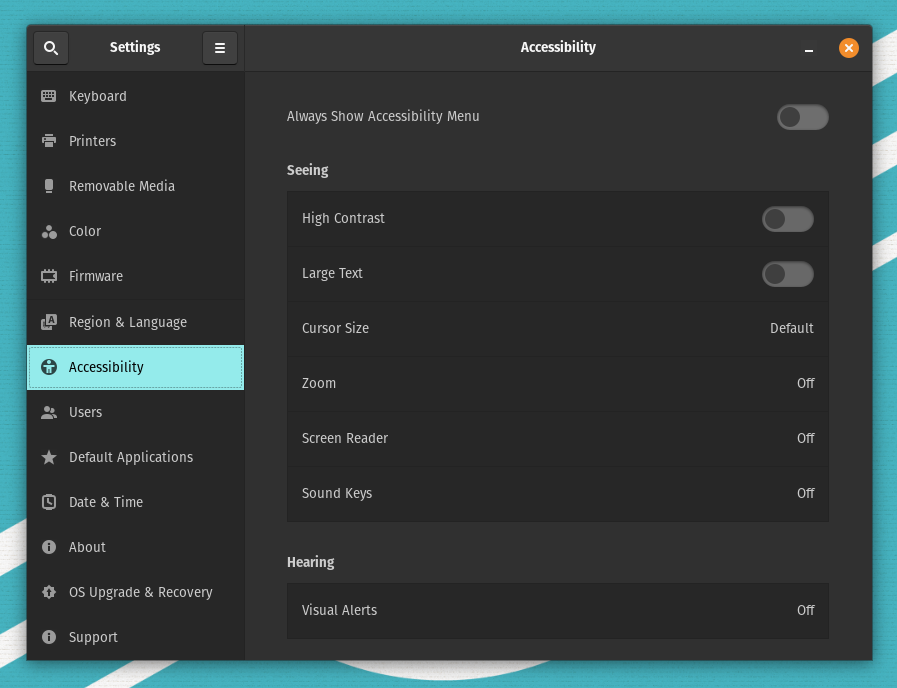 Settings
Accessibility
Keyboard
Printers
Removable Media
Color
Firmware
Region & Language
Accessibility
Users
Default Applications
Date & Time
About
OS Upgrade & Recovery
Support
Always Show Accessibility Menu
Seeing
High Contrast
Large Text
Cursor Size Default
Zoom Off
Screen Reader Off
Sound Keys Off
Hearing
Visual Alerts Off